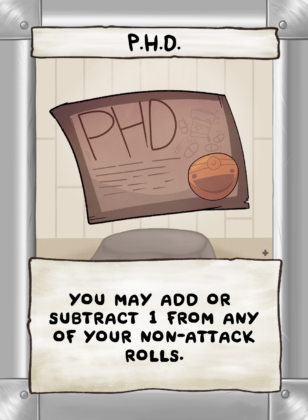 P.H.D.
PHD
YOU MAY ADD OR
SUBTRACT 1 FROM ANY
OF YOUR NON-ATTACK
ROLLS.